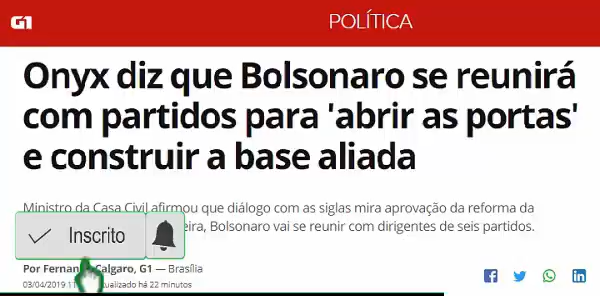 G1 POLÍTICA
Onyx diz que Bolsonaro se reunirá
com partidos para 'abrir as portas'
e construir a base aliada
Ministro da Casa Civil afirmou que diálogo com as siglas mira aprovação da reforma da
Inscrito
eira, Bolsonaro vai se reunir com dirigentes de seis partidos.
Por Fernan Calgaro, G1 — Brasília
03/04/2019 1 tualizado há 22 minutos